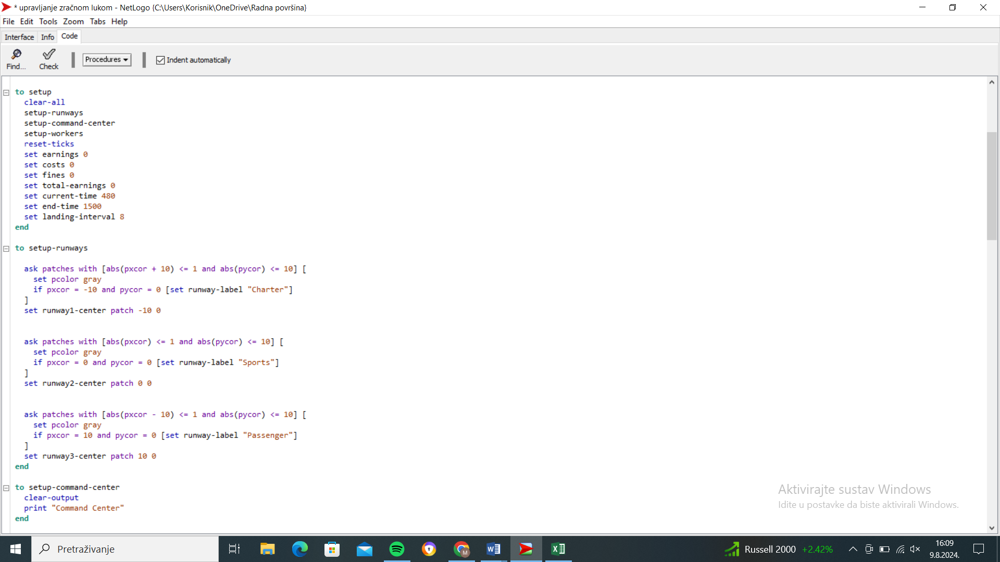 * upravljanje zračnom lukom - NetLogo {C:\Users\Korisnik\OneDrive\Radna površina}
File Edit Tools Zoom Tabs Help
Interface Info Code
Find... Check Procedures Indent automatically
to setup
clear-all
setup-runways
setup-command-center
setup-workers
reset-ticks
set earnings 0
set costs 0
set fines 0
set total-earnings 0
set current-time 480
set end-time 1500
set landing-interval 8
end
to setup-runways
ask patches with [abs(pxcor + 10) <= 1 and abs(pycor) <= 10] [
set pcolor gray
if pxcor = -10 and pycor = 0 [set runway-label "Charter"]
]
set runway1-center patch -10 0
ask patches with [abs(pxcor) <= 1 and abs(pycor) <= 10] [
set pcolor gray
if pxcor = 0 and pycor = 0 [set runway-label "Sports"]
]
set runway2-center patch 0 0
ask patches with [abs(pxcor - 10) <= 1 and abs(pycor) <= 10] [
set pcolor gray
if pxcor = 10 and pycor = 0 [set runway-label "Passenger"]
]
set runway3-center patch 10 0
end
to setup-command-center
clear-output
print "Command Center"
end
Aktivirajte sustav Windows
Idite u postavke da biste aktivirali Windows.
Pretraživanje
M
Russell 2000 +2.42%
16:09
9.8.2024.